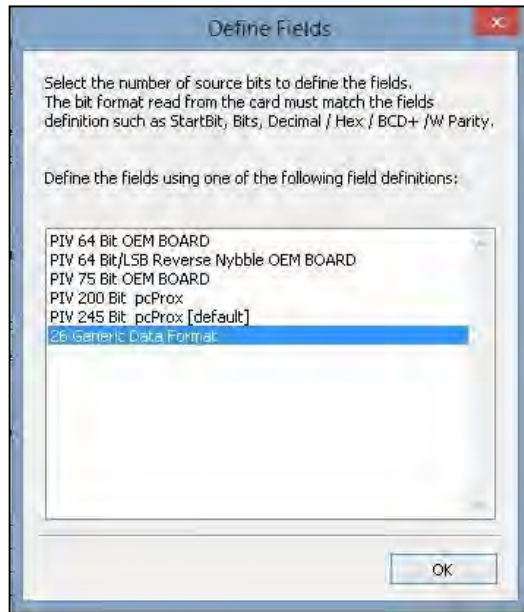 Define Fields
Select the number of source bits to define the fields.
The bit format read from the card must match the fields
definition such as StartBit, Bits, Decimal / Hex / BCD+ /W Parity.
Define the fields using one of the following field definitions:
PIV 64 Bit OEM BOARD
PIV 64 Bit/LSB Reverse Nybble OEM BOARD
PIV 75 Bit OEM BOARD
PIV 200 Bit pcProx
PIV 245 Bit pcProx [default]
26 Generic Data Format
OK